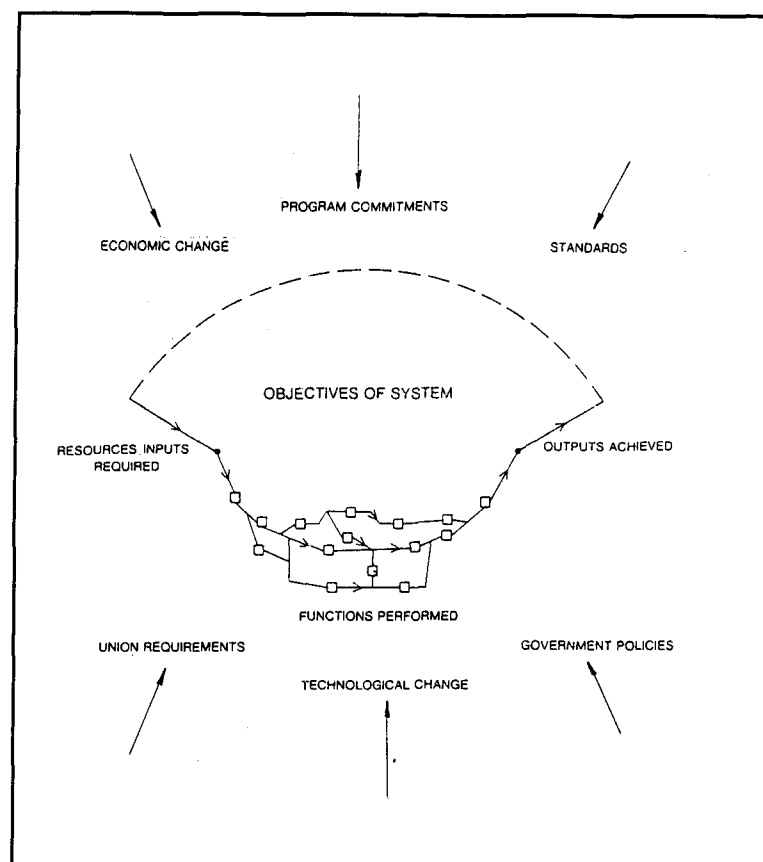 PROGRAM COMMITMENTS
ECONOMIC CHANGE
STANDARDS
OBJECTIVES OF SYSTEM
RESOURCES INPUTS
REQUIRED
OUTPUTS ACHIEVED
FUNCTIONS PERFORMED
UNION REQUIREMENTS
GOVERNMENT POLICIES
TECHNOLOGICAL CHANGE